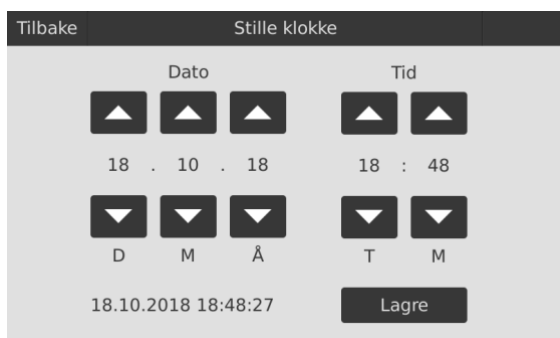 Tilbake Stille klokke
Dato Tid
18 . 10 . 18 18 : 48
D M Å T M
18.10.2018 18:48:27 Lagre